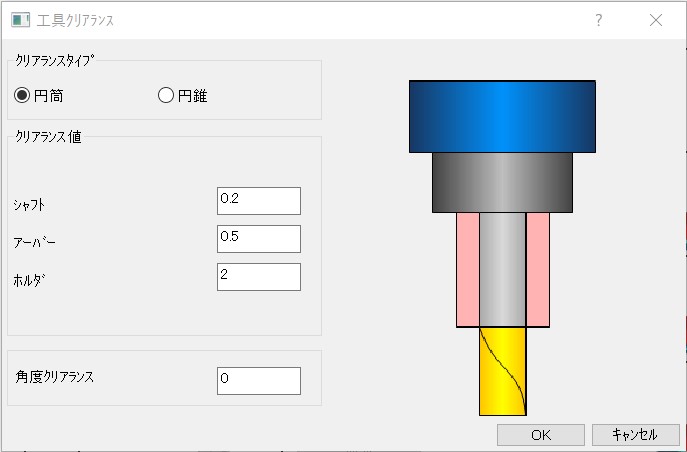 工具ｸﾘｱﾗﾝｽ
?
ｸﾘｱﾗﾝｽﾀｲﾌﾟ
円筒
円錐
ｸﾘｱﾗﾝｽ値
ｼｬﾌﾄ
0.2
ｱｰﾊﾞｰ
0.5
ﾎﾙﾀﾞ
2
角度ｸﾘｱﾗﾝｽ
0
OK
ｷｬﾝｾﾙ